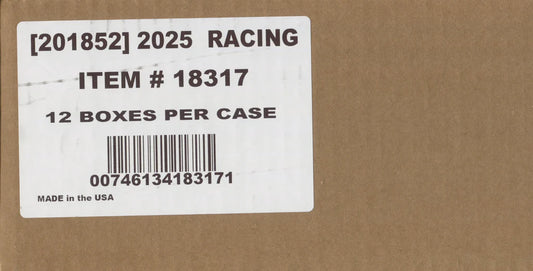 [201852] 2025 RACING
ITEM # 18317
12 BOXES PER CASE
00746134183171
MADE in the USA